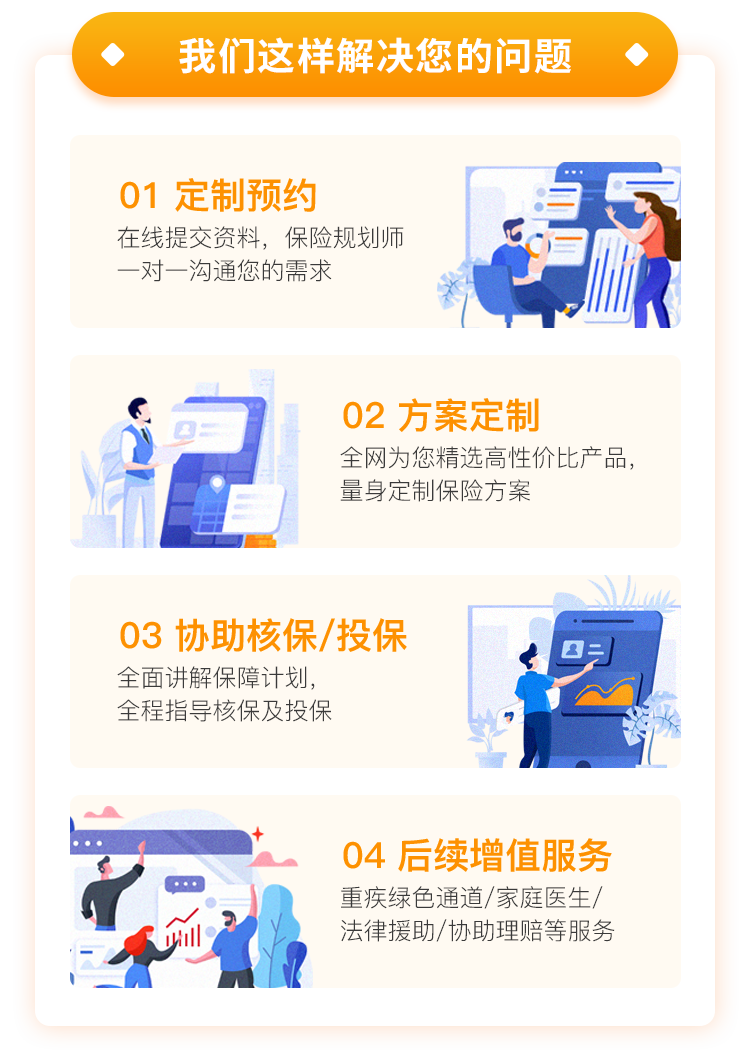 我们这样解决您的问题
01 定制预约
在线提交资料，保险规划师
一对一沟通您的需求
02 方案定制
全网为您精选高性价比产品，
量身定制保险方案
03 协助核保/投保
全面讲解保障计划，
全程指导核保及投保
04 后续增值服务
重疾绿色通道/家庭医生/
法律援助/协助理赔等服务